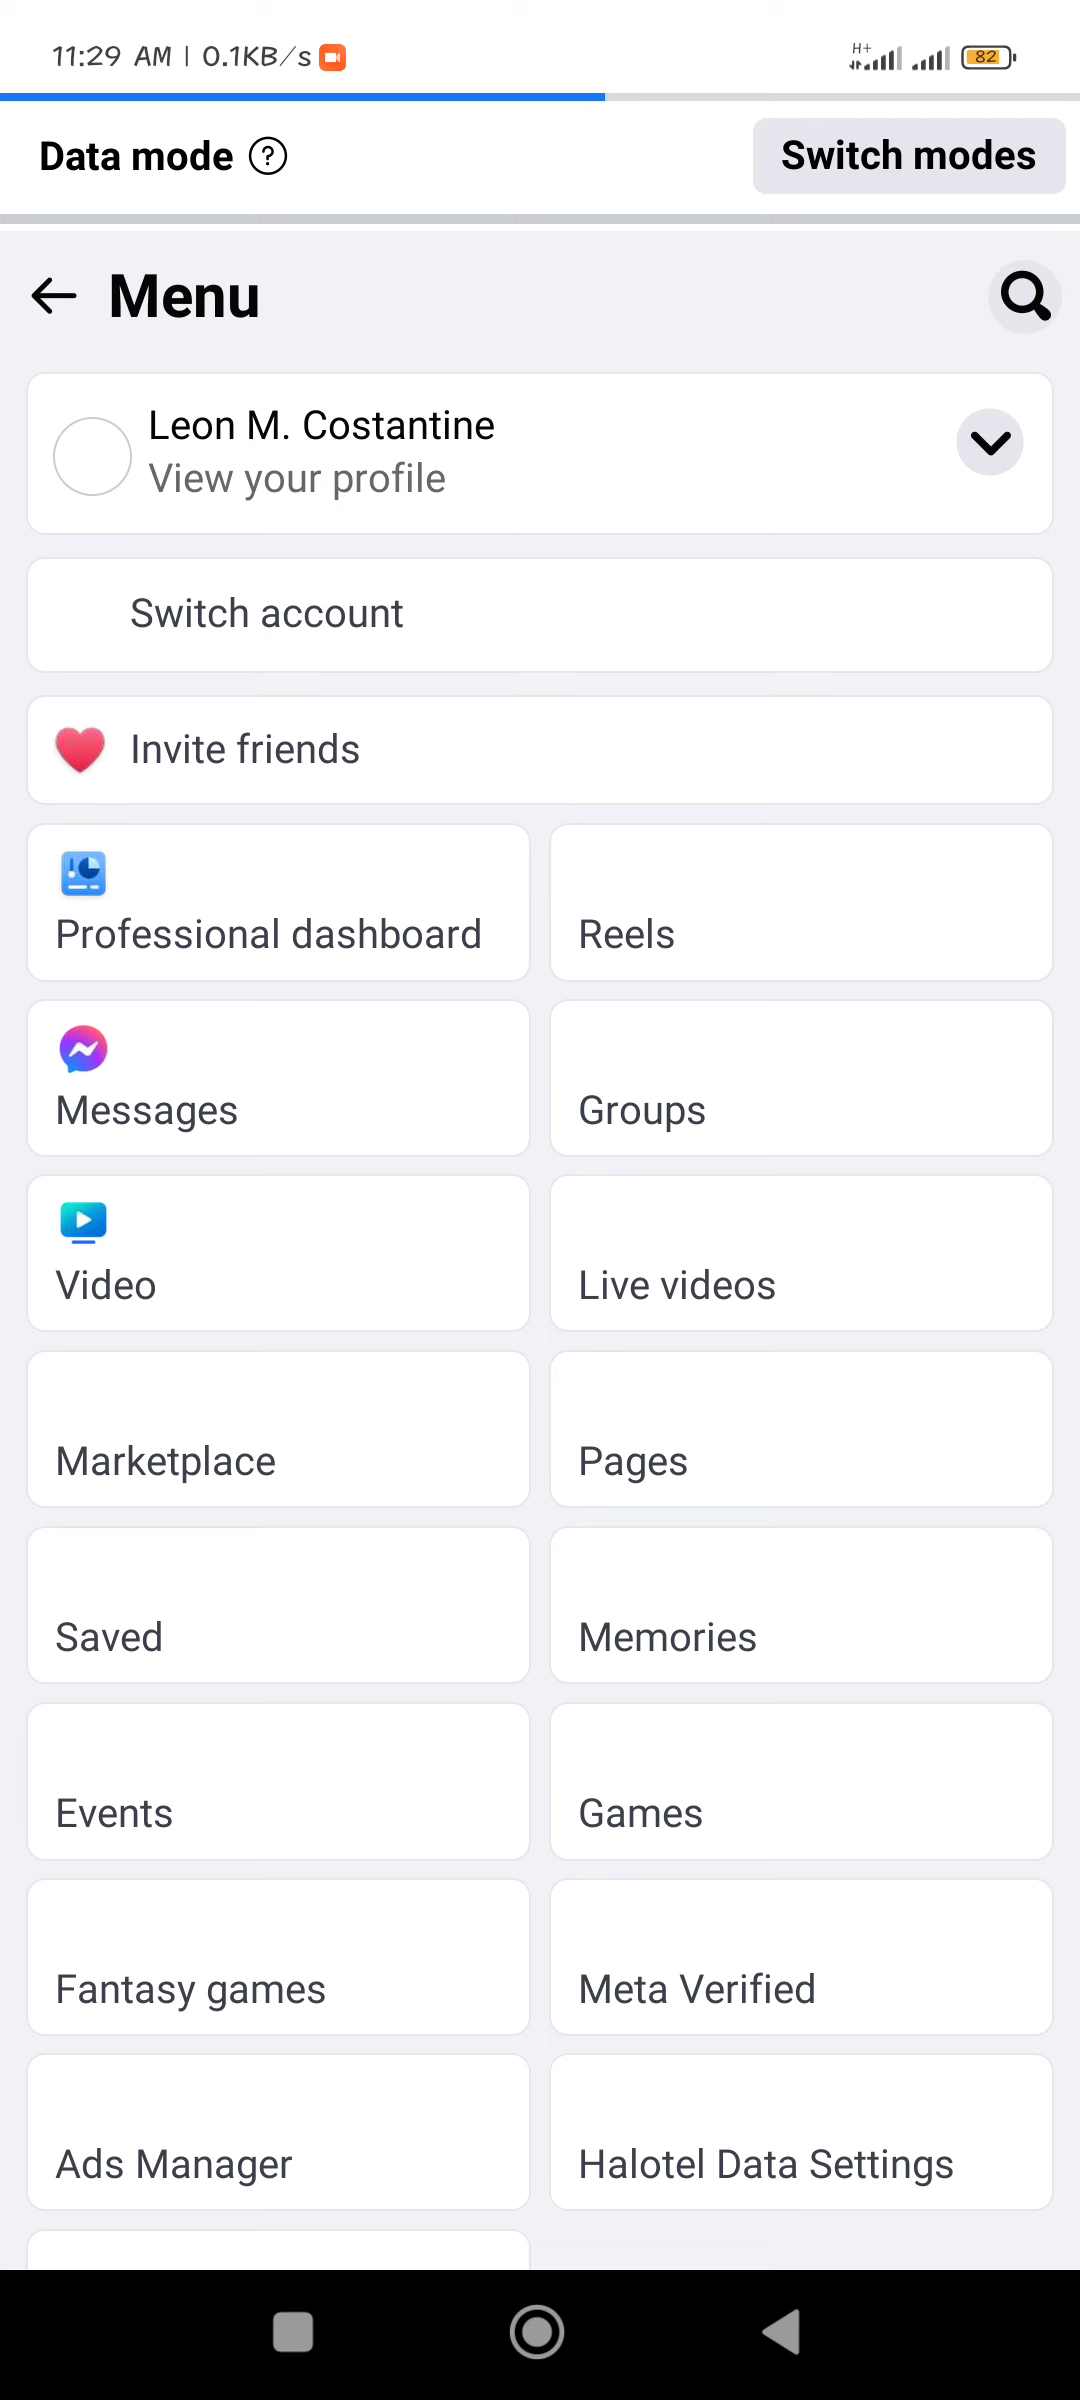 11:29 AM | 0.1KB/s
H+
82
Data mode ?
Switch modes
Menu
Leon M. Costantine
View your profile
Switch account
Invite friends
Professional dashboard
Reels
Messages
Groups
Video
Live videos
Marketplace
Pages
Saved
Memories
Events
Games
Fantasy games
Meta Verified
Ads Manager
Halotel Data Settings